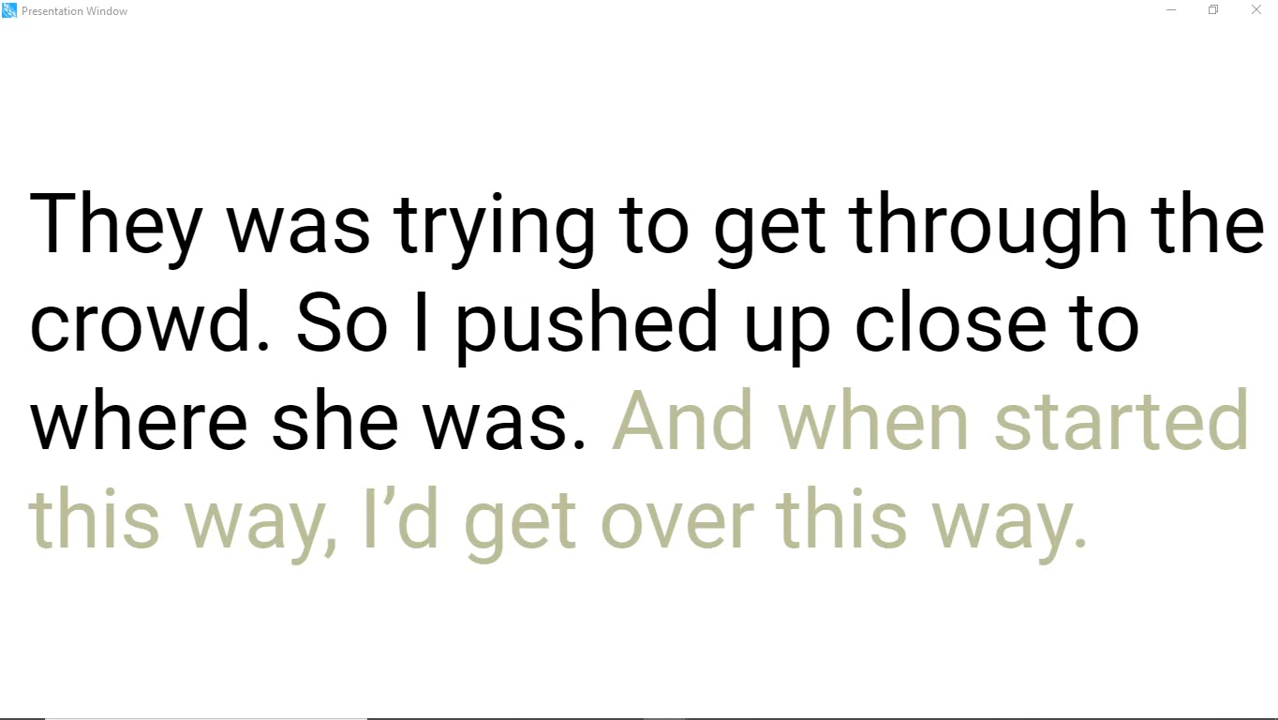 Presentation Window
They was trying to get through the
crowd. So I pushed up close to
where she was. And when started
this way, I’d get over this way.